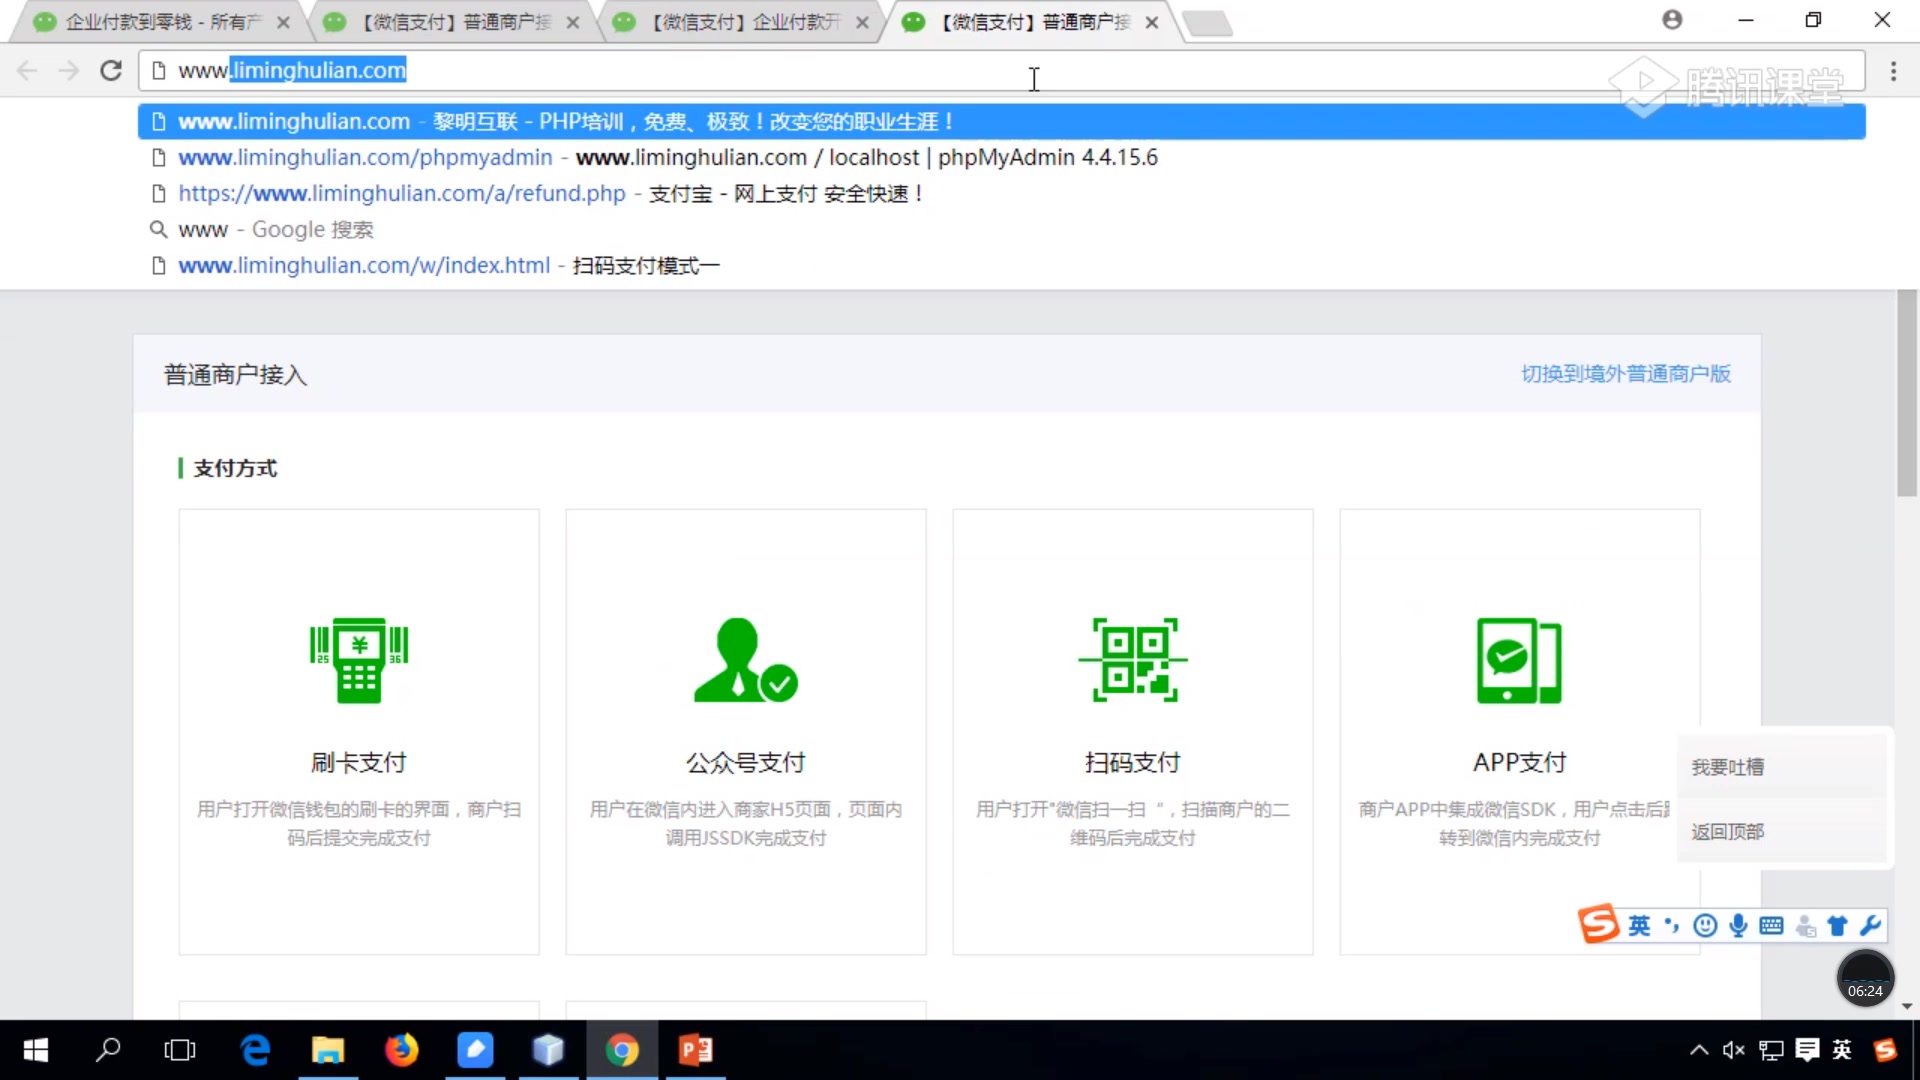 企业付款到零钱 - 所有产
【微信支付】普通商户接
【微信支付】企业付款开
【微信支付】普通商户接
www.liminghulian.com
腾讯课堂
www.liminghulian.com - 黎明互联 - PHP培训，免费、极致！改变您的职业生涯！
www.liminghulian.com/phpmyadmin - www.liminghulian.com / localhost | phpMyAdmin 4.4.15.6
https://www.liminghulian.com/a/refund.php - 支付宝 - 网上支付 安全快速！
www - Google 搜索
www.liminghulian.com/w/index.html - 扫码支付模式一
普通商户接入
切换到境外普通商户版
支付方式
25 ¥ 36
刷卡支付
用户打开微信钱包的刷卡的界面，商户扫
码后提交完成支付
公众号支付
用户在微信内进入商家H5页面，页面内
调用JSSDK完成支付
扫码支付
用户打开"微信扫一扫 “，扫描商户的二
维码后完成支付
APP支付
商户APP中集成微信SDK，用户点击后
转到微信内完成支付
我要吐槽
返回顶部
S 英
06:24
英 S